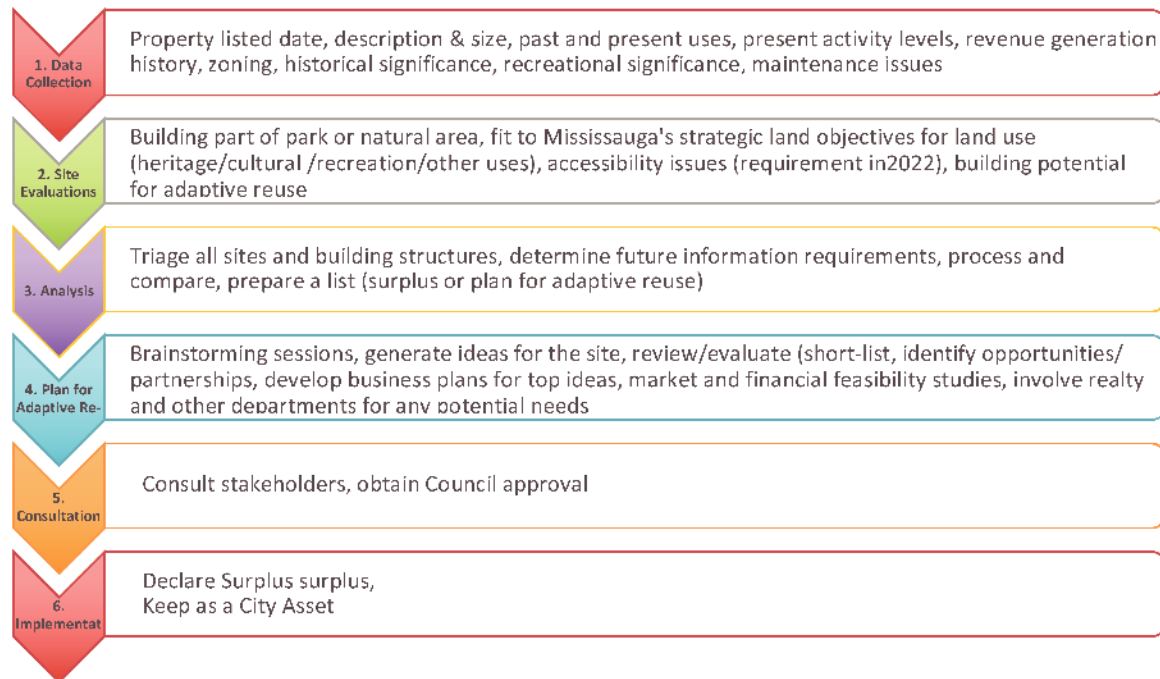 1. Data
Collection
Property listed date, description & size, past and present uses, present activity levels, revenue generation
history, zoning, historical significance, recreational significance, maintenance issues
2. Site
Evaluations
Building part of park or natural area, fit to Mississauga's strategic land objectives for land use
(heritage/cultural /recreation/other uses), accessibility issues (requirement in2022), building potential
for adaptive reuse
3. Analysis
Triage all sites and building structures, determine future information requirements, process and
compare, prepare a list (surplus or plan for adaptive reuse)
4. Plan for
Adaptive Re-
Brainstorming sessions, generate ideas for the site, review/evaluate (short-list, identify opportunities/
partnerships, develop business plans for top ideas, market and financial feasibility studies, involve realty
and other departments for any potential needs
5.
Consultation
Consult stakeholders, obtain Council approval
6.
Implementat
Declare Surplus surplus,
Keep as a City Asset